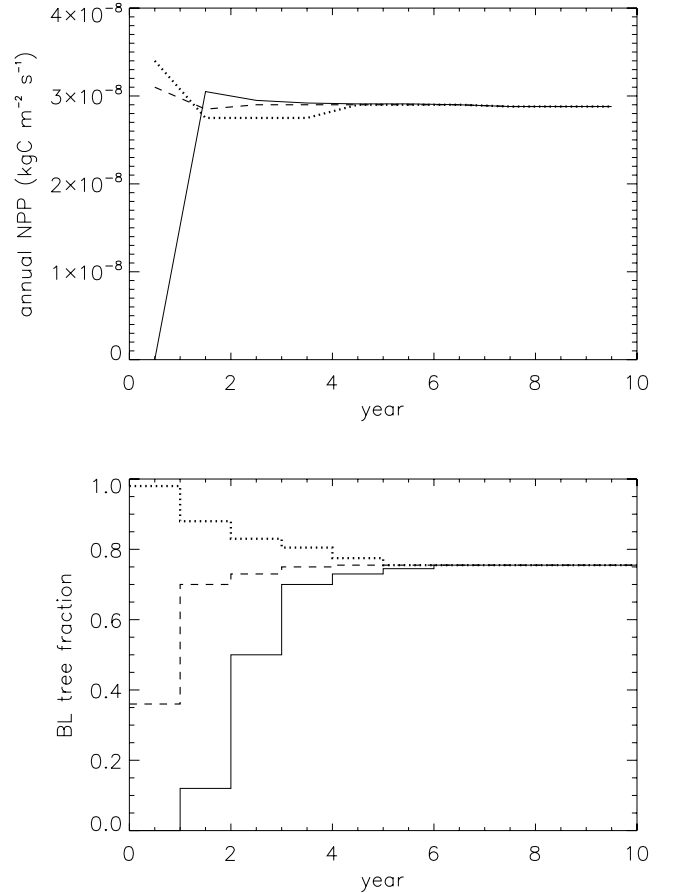 annual NPP (kgC m⁻² s⁻¹)
4×10⁻⁸
3×10⁻⁸
2×10⁻⁸
1×10⁻⁸
0
0 2 4 6 8 10
year
BL tree fraction
1.0
0.8
0.6
0.4
0.2
0.0
0 2 4 6 8 10
year